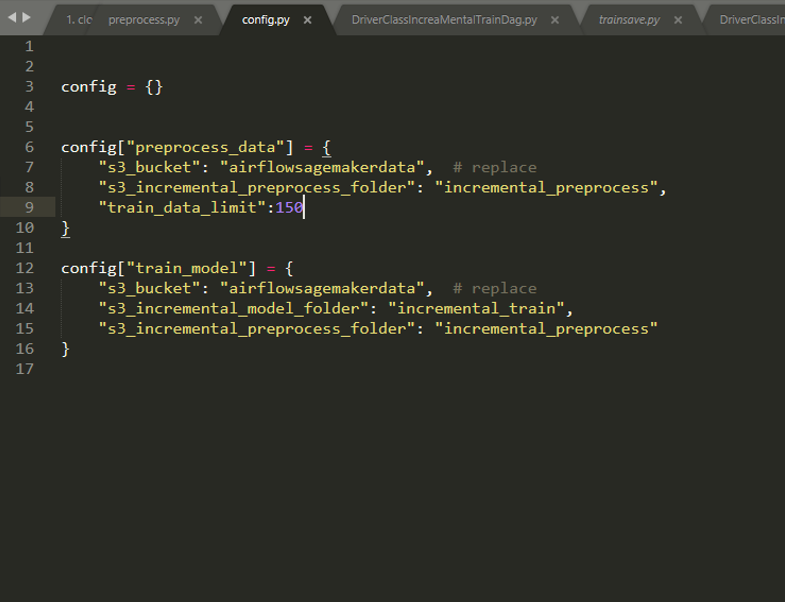 1. clc preprocess.py × config.py × DriverClassIncreaMentalTrainDag.py × trainsave.py × DriverClassIn
1
2
3 config = {}
4
5
6 config["preprocess_data"] = {
7 "s3_bucket": "airflowsagemakerdata", # replace
8 "s3_incremental_preprocess_folder": "incremental_preprocess",
9 "train_data_limit":150
10 }
11
12 config["train_model"] = {
13 "s3_bucket": "airflowsagemakerdata", # replace
14 "s3_incremental_model_folder": "incremental_train",
15 "s3_incremental_preprocess_folder": "incremental_preprocess"
16 }
17